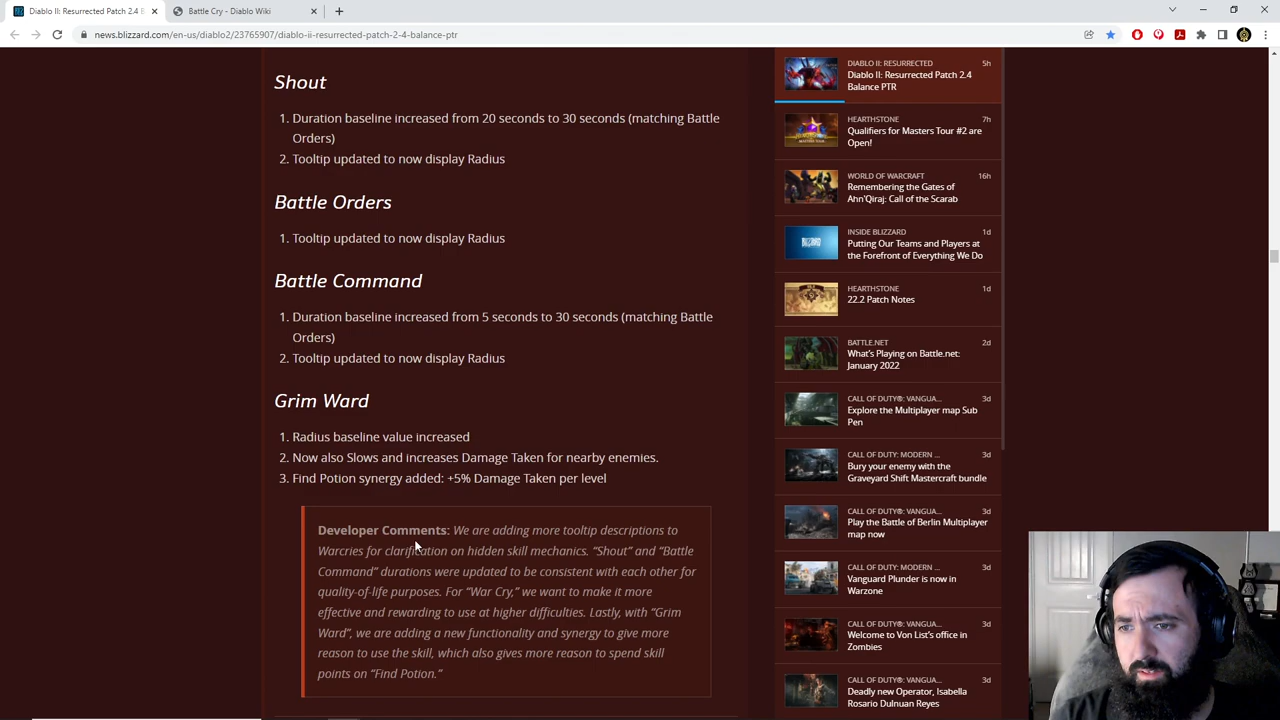 Diablo II: Resurrected Patch 2.4 B
Battle Cry - Diablo Wiki
news.blizzard.com/en-us/diablo2/23765907/diablo-ii-resurrected-patch-2-4-balance-ptr
Shout
1. Duration baseline increased from 20 seconds to 30 seconds (matching Battle
Orders)
2. Tooltip updated to now display Radius
Battle Orders
1. Tooltip updated to now display Radius
Battle Command
1. Duration baseline increased from 5 seconds to 30 seconds (matching Battle
Orders)
2. Tooltip updated to now display Radius
Grim Ward
1. Radius baseline value increased
2. Now also Slows and increases Damage Taken for nearby enemies.
3. Find Potion synergy added: +5% Damage Taken per level
Developer Comments: We are adding more tooltip descriptions to
Warcries for clarification on hidden skill mechanics. “Shout” and “Battle
Command” durations were updated to be consistent with each other for
quality-of-life purposes. For “War Cry,” we want to make it more
effective and rewarding to use at higher difficulties. Lastly, with “Grim
Ward”, we are adding a new functionality and synergy to give more
reason to use the skill, which also gives more reason to spend skill
points on “Find Potion.”
DIABLO II: RESURRECTED 5h
Diablo II: Resurrected Patch 2.4
Balance PTR
HEARTHSTONE 7h
Qualifiers for Masters Tour #2 are
Open!
WORLD OF WARCRAFT 16h
Remembering the Gates of
Ahn'Qiraj: Call of the Scarab
INSIDE BLIZZARD 1d
Putting Our Teams and Players at
the Forefront of Everything We Do
HEARTHSTONE 1d
22.2 Patch Notes
BATTLE.NET 2d
What's Playing on Battle.net:
January 2022
CALL OF DUTY®: VANGUA... 3d
Explore the Multiplayer map Sub
Pen
CALL OF DUTY: MODERN ... 3d
Bury your enemy with the
Graveyard Shift Mastercraft bundle
CALL OF DUTY®: VANGUA... 3d
Play the Battle of Berlin Multiplayer
map now
CALL OF DUTY®: MODERN ... 3d
Vanguard Plunder is now in
Warzone
CALL OF DUTY®: VANGUA... 3d
Welcome to Von List's office in
Zombies
CALL OF DUTY®: VANGUA... 3d
Deadly new Operator, Isabella
Rosario Dulnuan Reyes